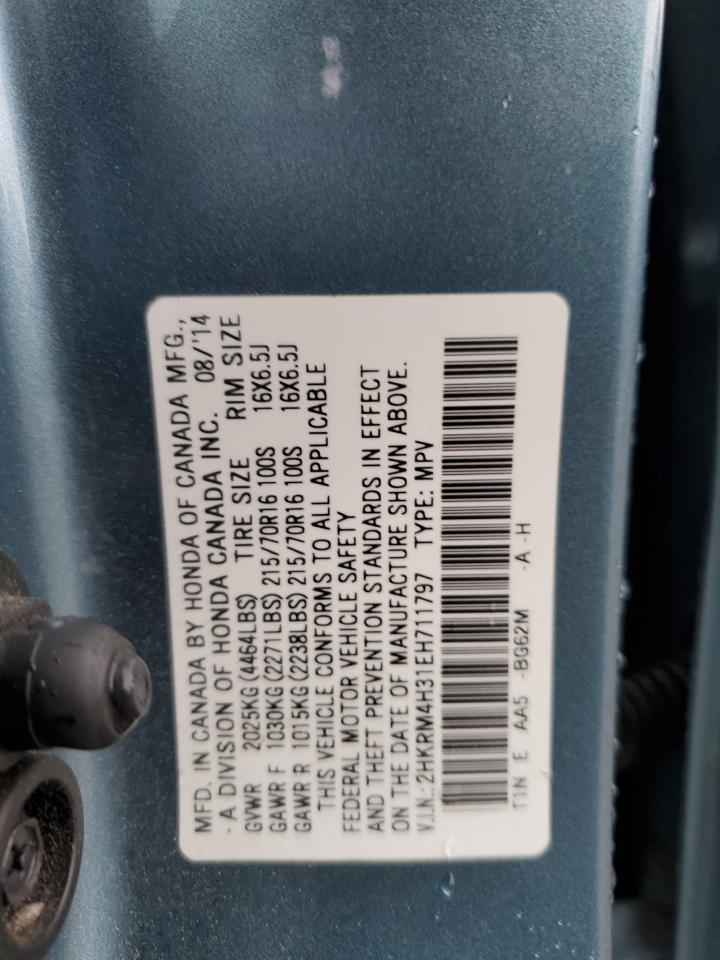 MFD. IN CANADA BY HONDA OF CANADA MFG.,
- A DIVISION OF HONDA CANADA INC. 08/'14
GVWR 2025KG(4464LBS) TIRE SIZE RIM SIZE
GAWR F 1030KG(2271LBS)215/70R16 100S 16X6.5J
GAWR R 1015KG(2238LBS)215/70R16 100S 16X6.5J
THIS VEHICLE CONFORMS TO ALL APPLICABLE
FEDERAL MOTOR VEHICLE SAFETY
AND THEFT PREVENTION STANDARDS IN EFFECT
ON THE DATE OF MANUFACTURE SHOWN ABOVE.
V.I.N.:2HKRM4H31EH711797 TYPE: MPV
T1N E AA5 -BG62M -A -H